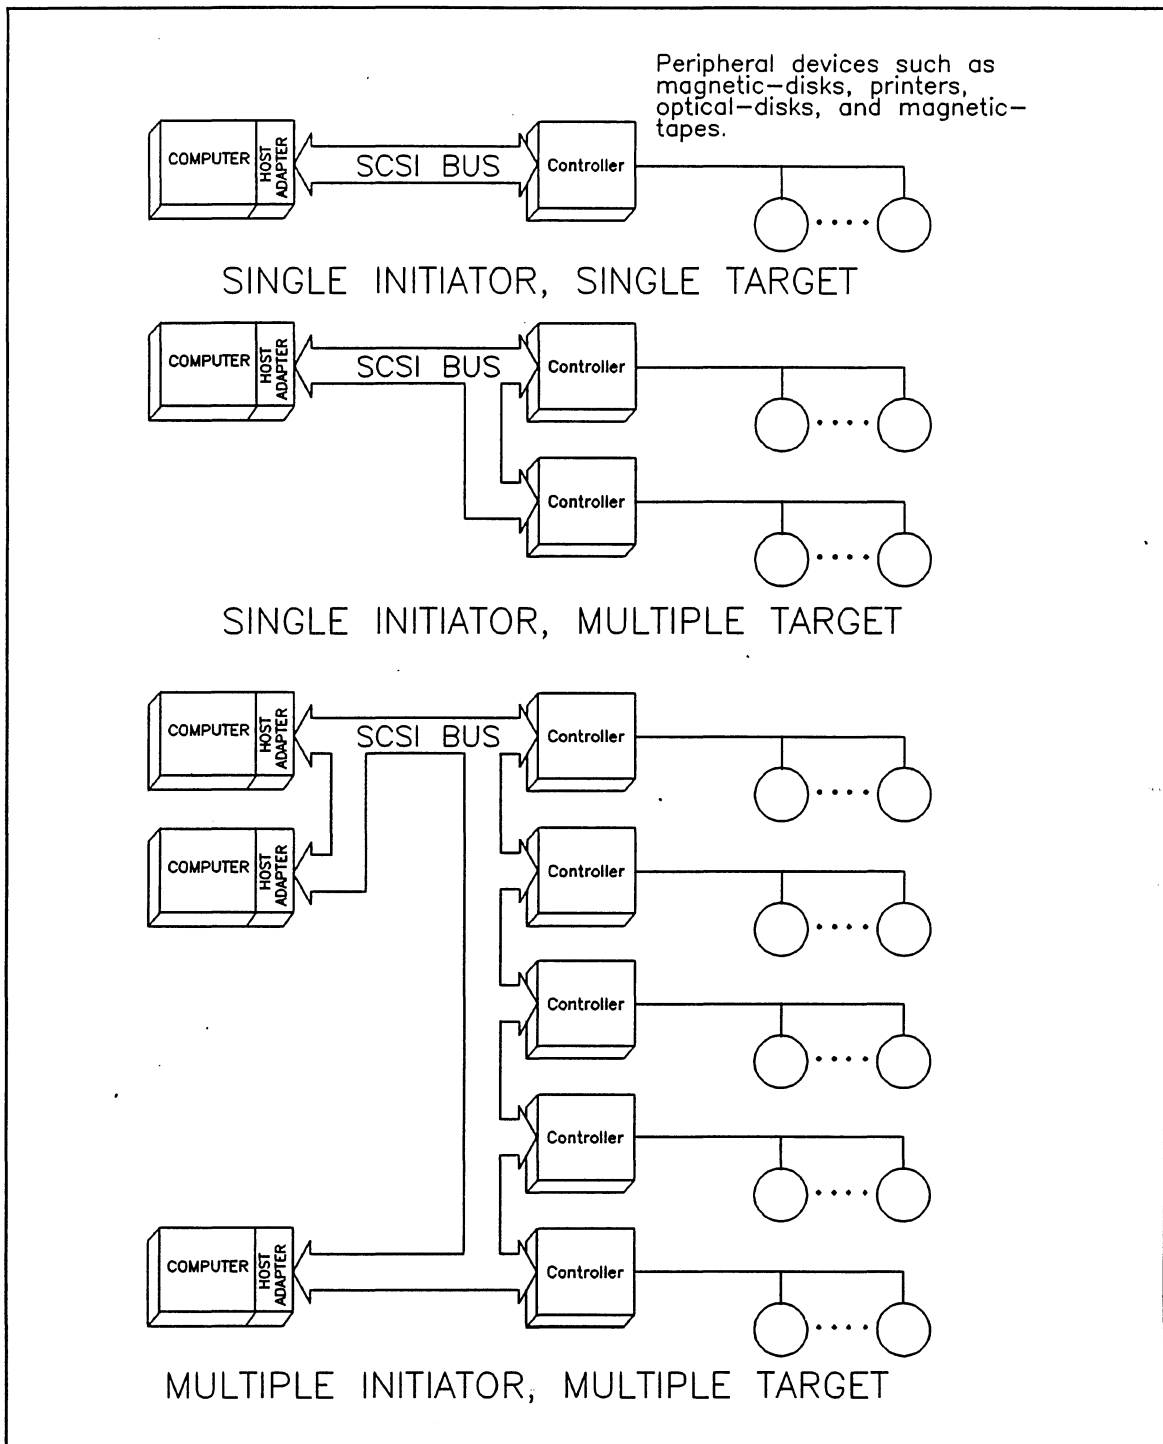 Peripheral devices such as
magnetic-disks, printers,
optical-disks, and magnetic-
tapes.
COMPUTER
HOST
ADAPTER
SCSI BUS
Controller
SINGLE INITIATOR, SINGLE TARGET
COMPUTER
HOST
ADAPTER
SCSI BUS
Controller
Controller
SINGLE INITIATOR, MULTIPLE TARGET
COMPUTER
HOST
ADAPTER
SCSI BUS
Controller
COMPUTER
HOST
ADAPTER
Controller
Controller
Controller
COMPUTER
HOST
ADAPTER
Controller
MULTIPLE INITIATOR, MULTIPLE TARGET